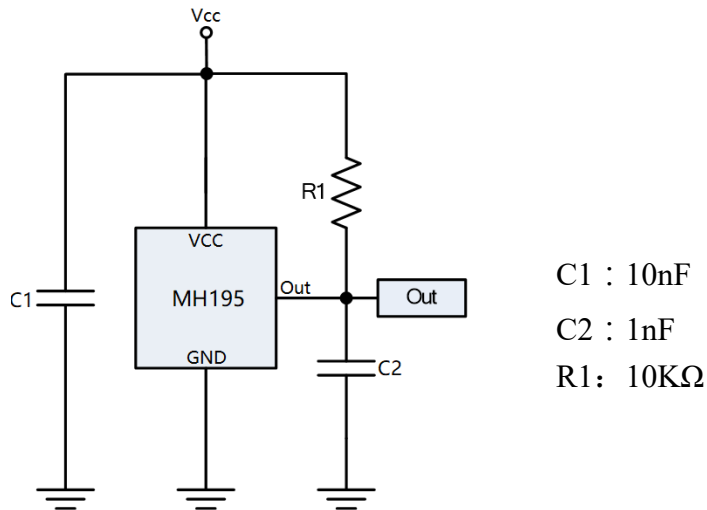 Vcc
R1
VCC
C1
MH195
Out
Out
GND
C2
C1：10nF
C2：1nF
R1：10KΩ